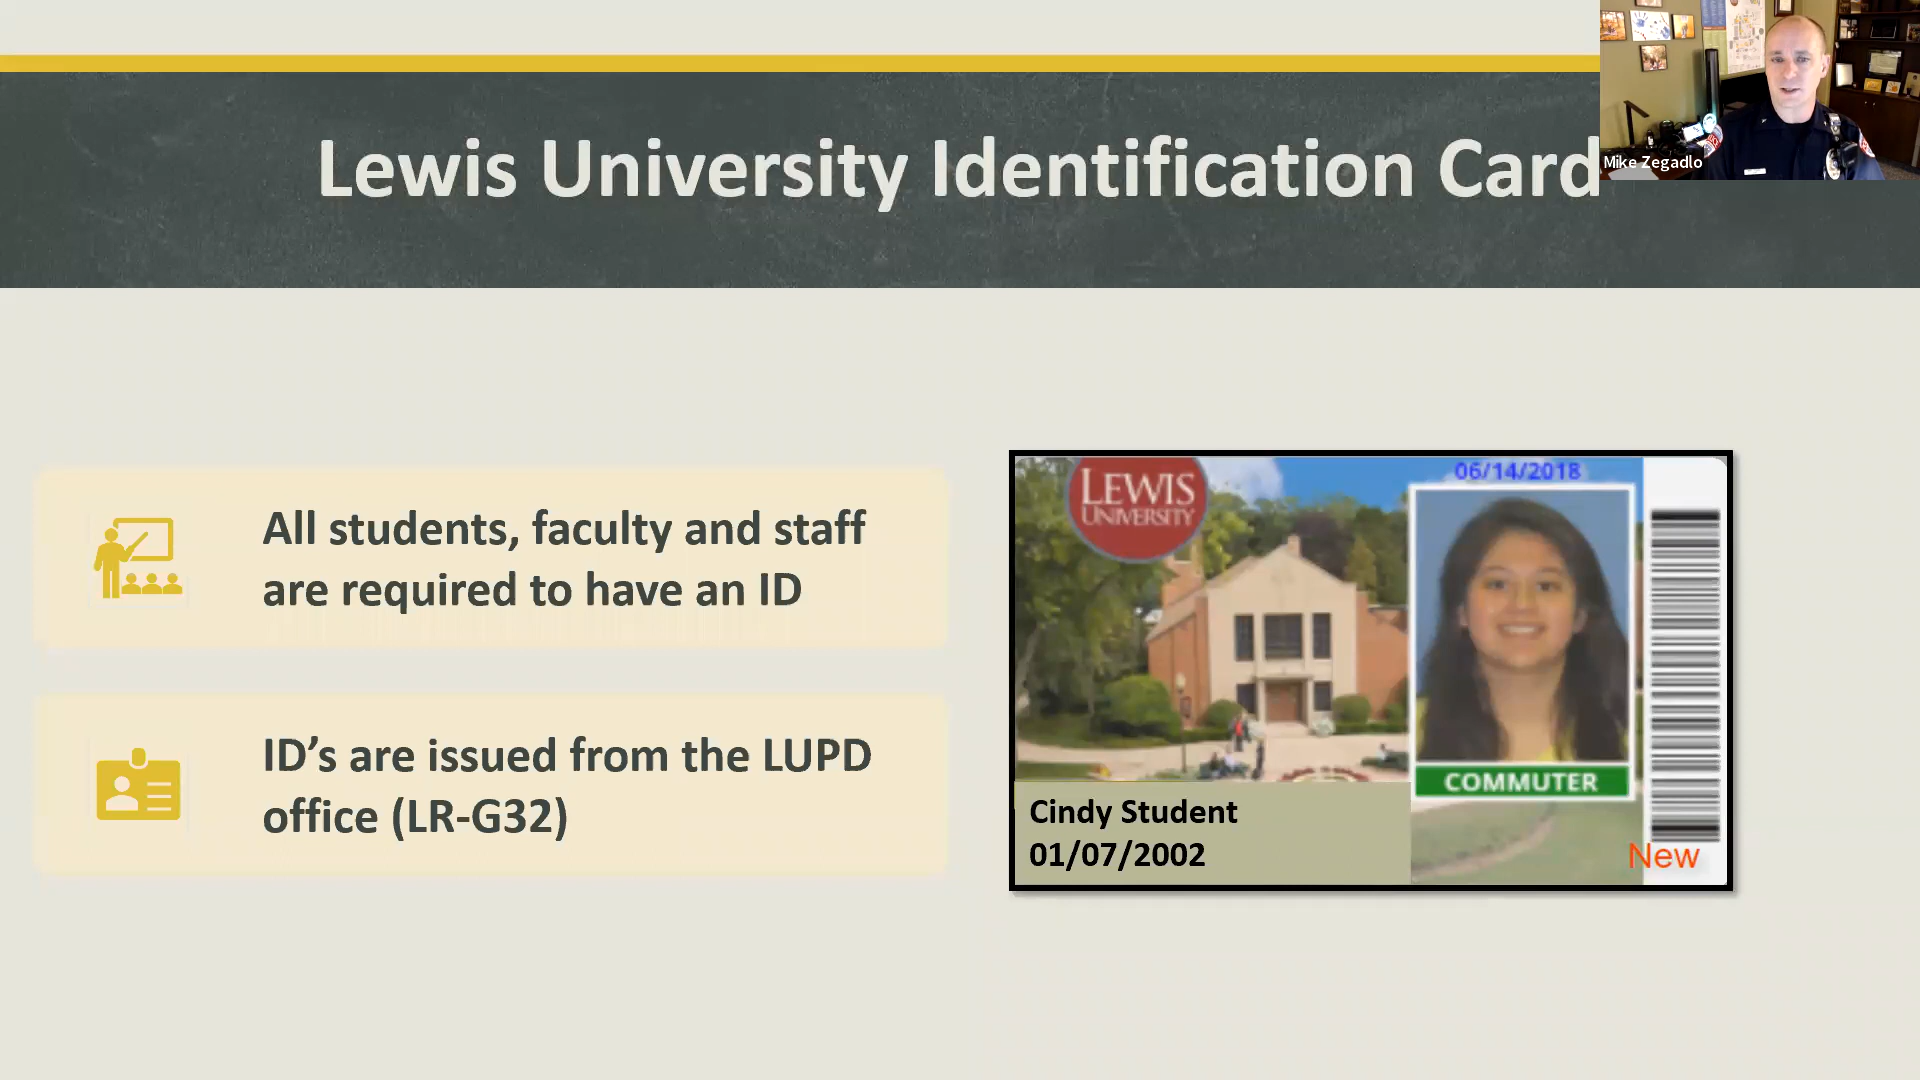 Lewis University Identification Card
Mike Zegadlo
All students, faculty and staff
are required to have an ID
ID’s are issued from the LUPD
office (LR-G32)
LEWIS
UNIVERSITY
06/14/2018
COMMUTER
Cindy Student
01/07/2002
New